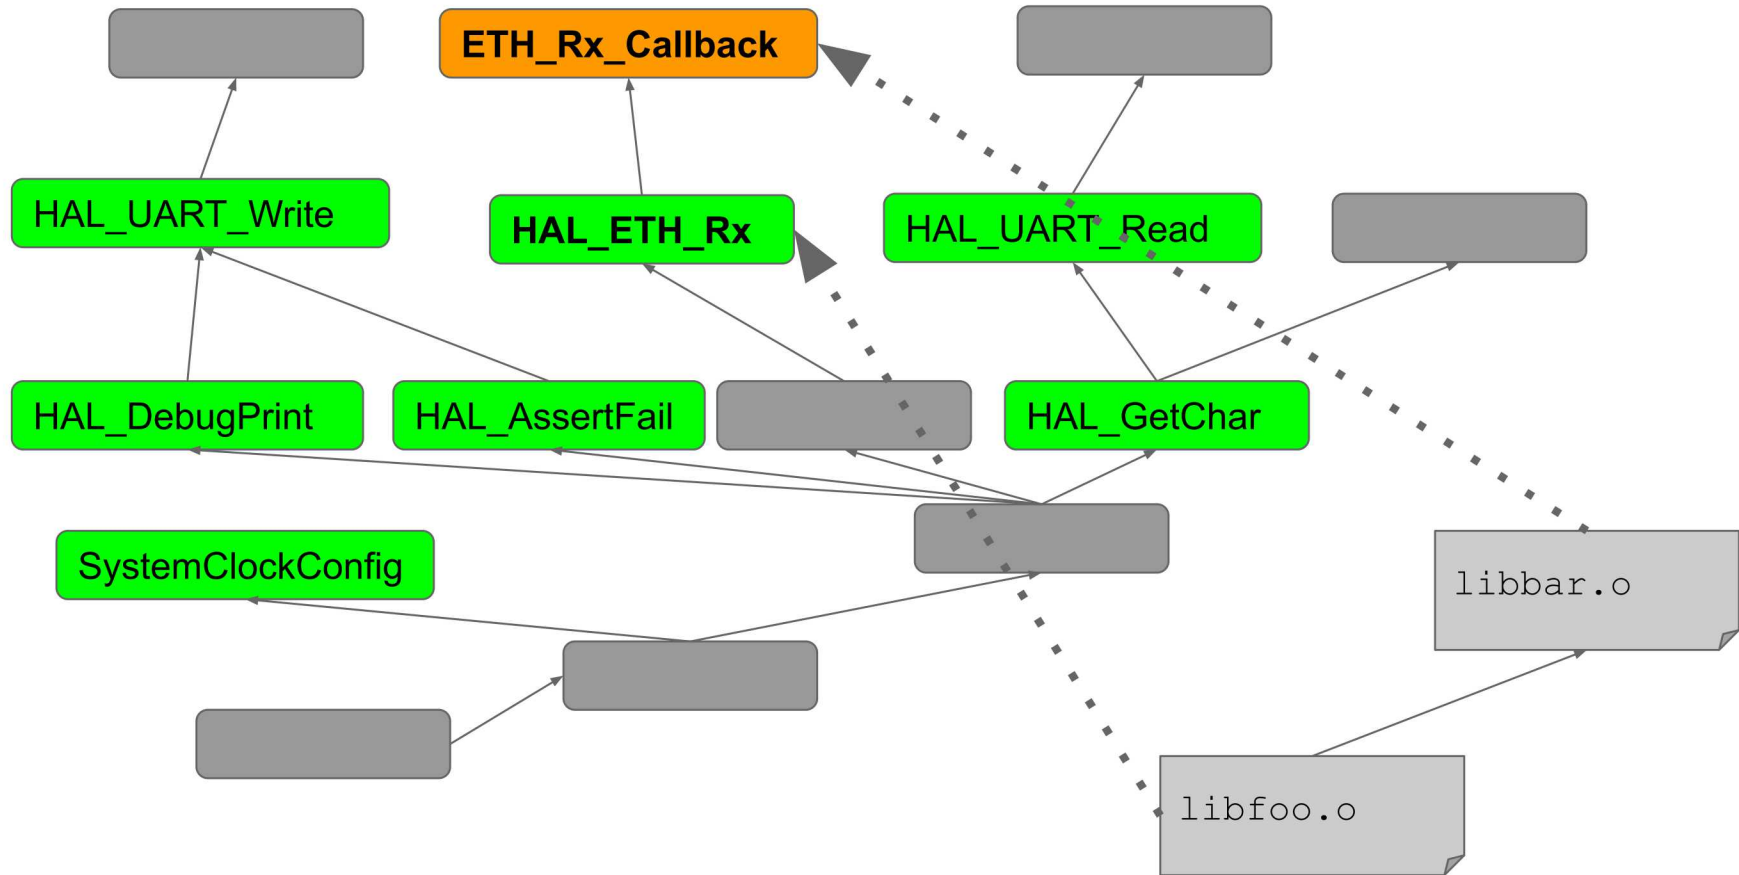 ETH_Rx_Callback
HAL_UART_Write
HAL_ETH_Rx
HAL_UART_Read
HAL_DebugPrint
HAL_AssertFail
HAL_GetChar
SystemClockConfig
libbar.o
libfoo.o